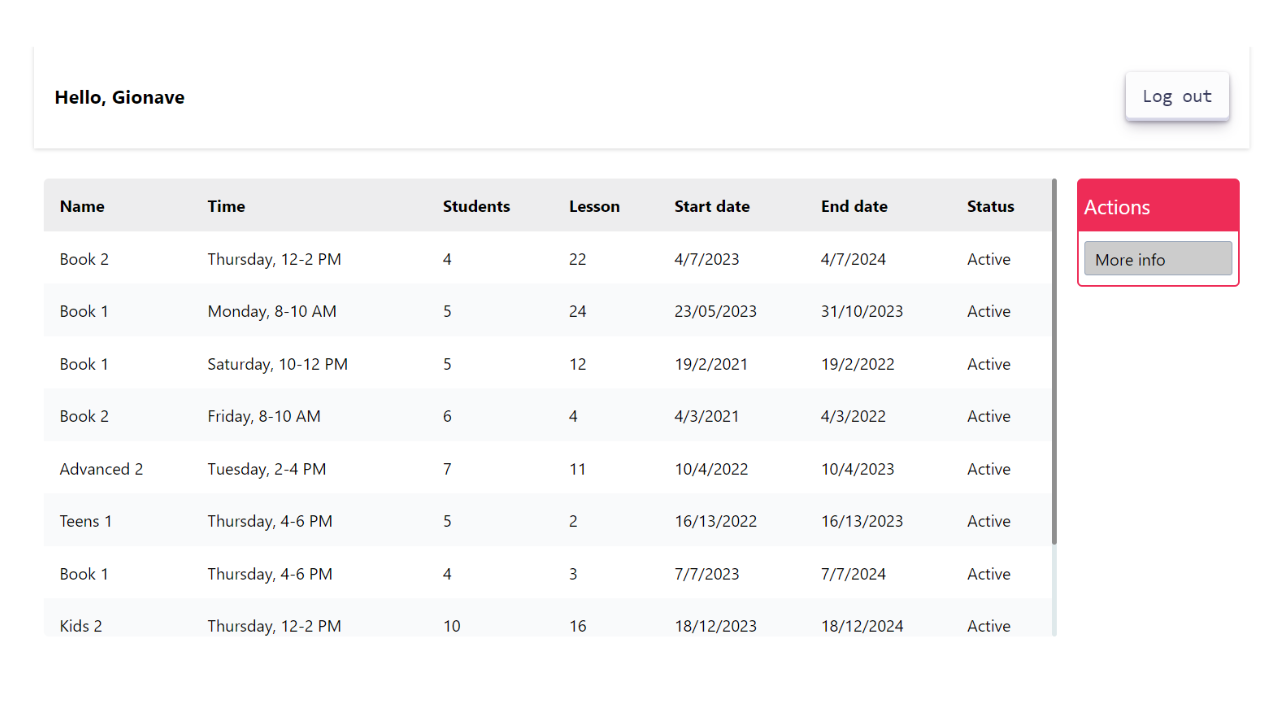 Hello, Gionave
Log out
Name Time Students Lesson Start date End date Status
Book 2 Thursday, 12-2 PM 4 22 4/7/2023 4/7/2024 Active
Book 1 Monday, 8-10 AM 5 24 23/05/2023 31/10/2023 Active
Book 1 Saturday, 10-12 PM 5 12 19/2/2021 19/2/2022 Active
Book 2 Friday, 8-10 AM 6 4 4/3/2021 4/3/2022 Active
Advanced 2 Tuesday, 2-4 PM 7 11 10/4/2022 10/4/2023 Active
Teens 1 Thursday, 4-6 PM 5 2 16/13/2022 16/13/2023 Active
Book 1 Thursday, 4-6 PM 4 3 7/7/2023 7/7/2024 Active
Kids 2 Thursday, 12-2 PM 10 16 18/12/2023 18/12/2024 Active
Actions
More info